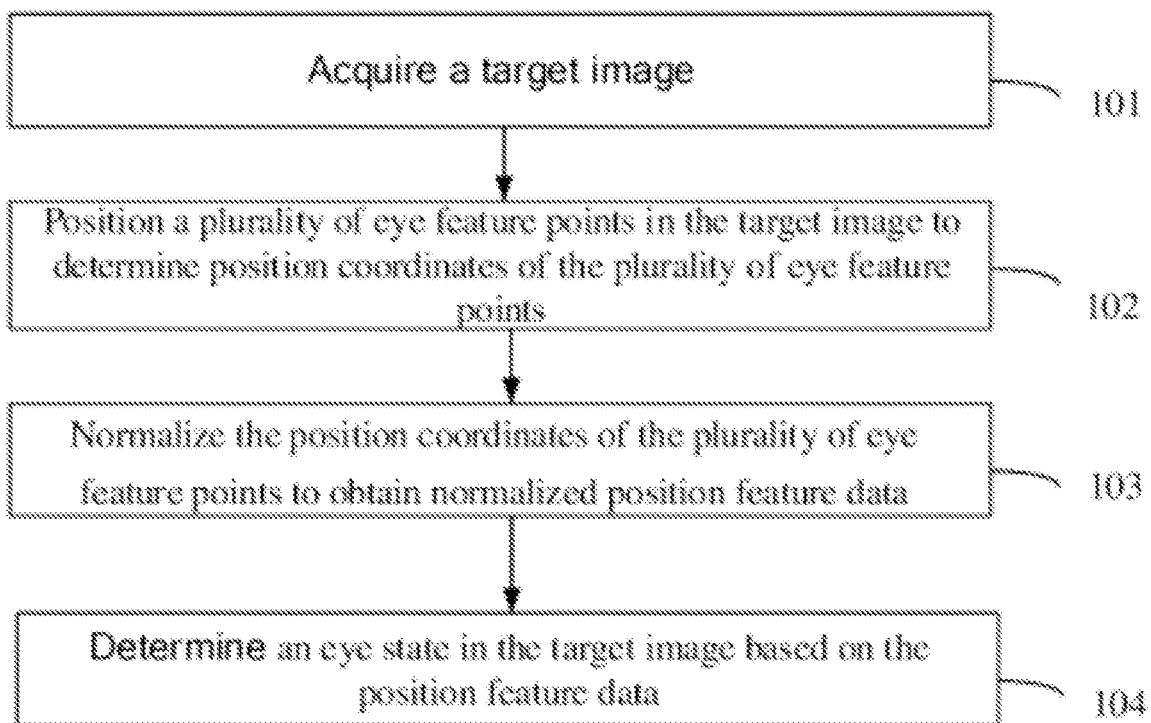 Acquire a target image
101
Position a plurality of eye feature points in the target image to
determine position coordinates of the plurality of eye feature
points
102
Normalize the position coordinates of the plurality of eye
feature points to obtain normalized position feature data
103
Determine an eye state in the target image based on the
position feature data
104